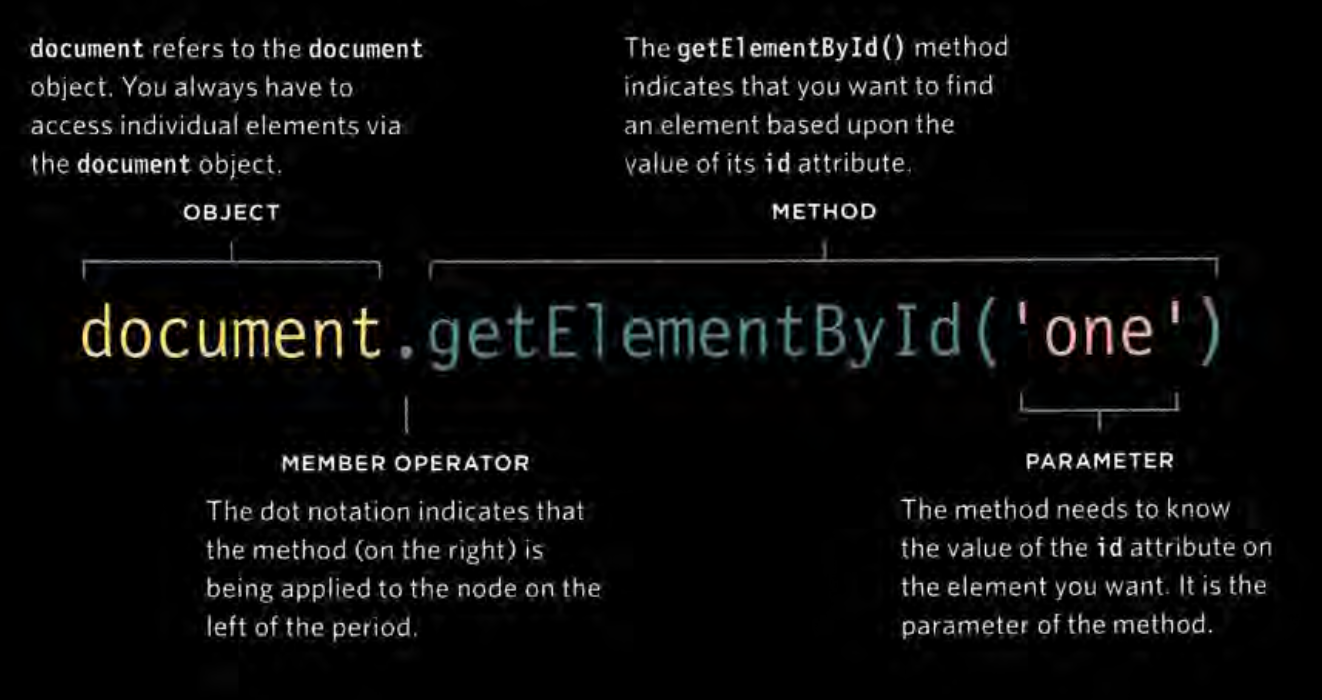 document refers to the document
object. You always have to
access individual elements via
the document object.
OBJECT
The getElementById() method
indicates that you want to find
an element based upon the
value of its id attribute.
METHOD
document.getElementById('one')
MEMBER OPERATOR
The dot notation indicates that
the method (on the right) is
being applied to the node on the
left of the period.
PARAMETER
The method needs to know
the value of the id attribute on
the element you want. It is the
parameter of the method.